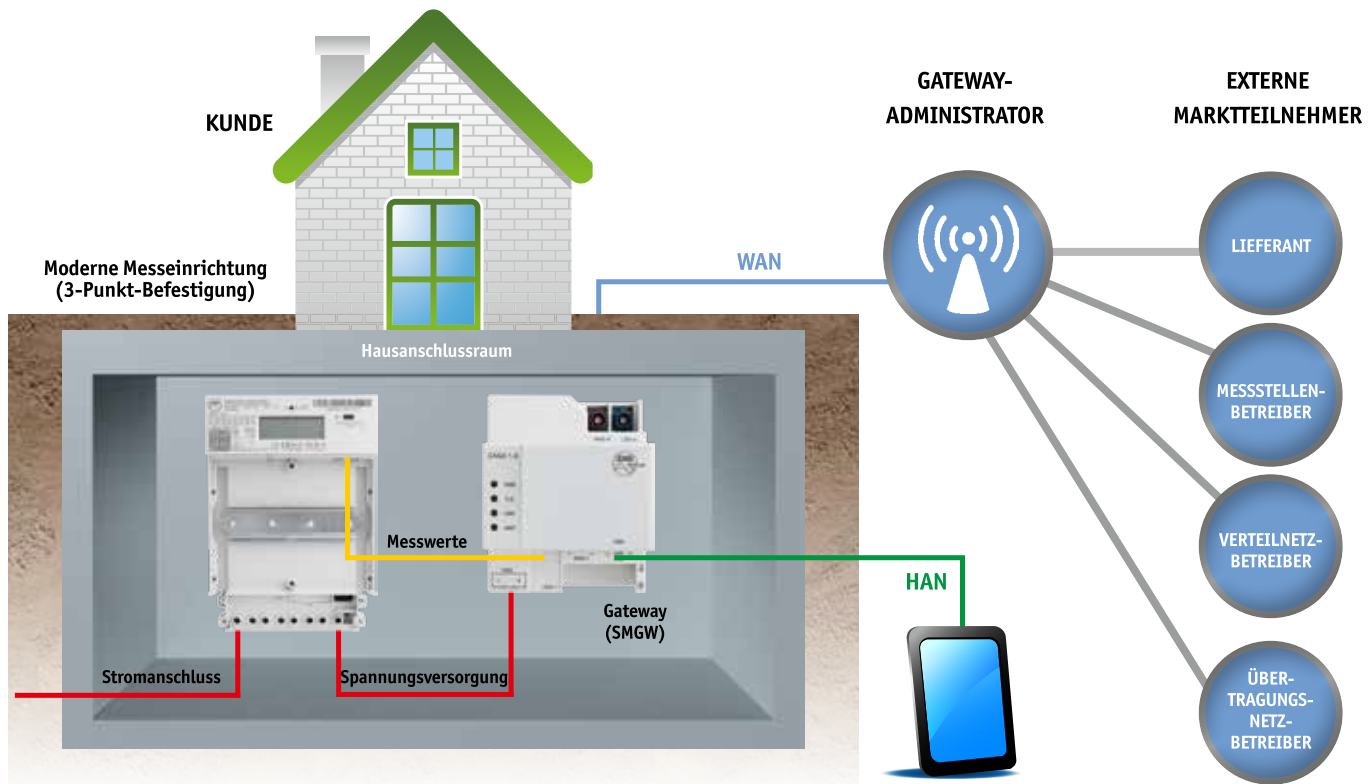 KUNDE
GATEWAY-
ADMINISTRATOR
EXTERNE
MARKTTEILNEHMER
Moderne Messeinrichtung
(3-Punkt-Befestigung)
WAN
LIEFERANT
Hausanschlussraum
MESSSTELLEN-
BETREIBER
Messwerte
VERTEILNETZ-
BETREIBER
HAN
Gateway
(SMGW)
Stromanschluss
Spannungsversorgung
ÜBER-
TRAGUNGS-
NETZ-
BETREIBER